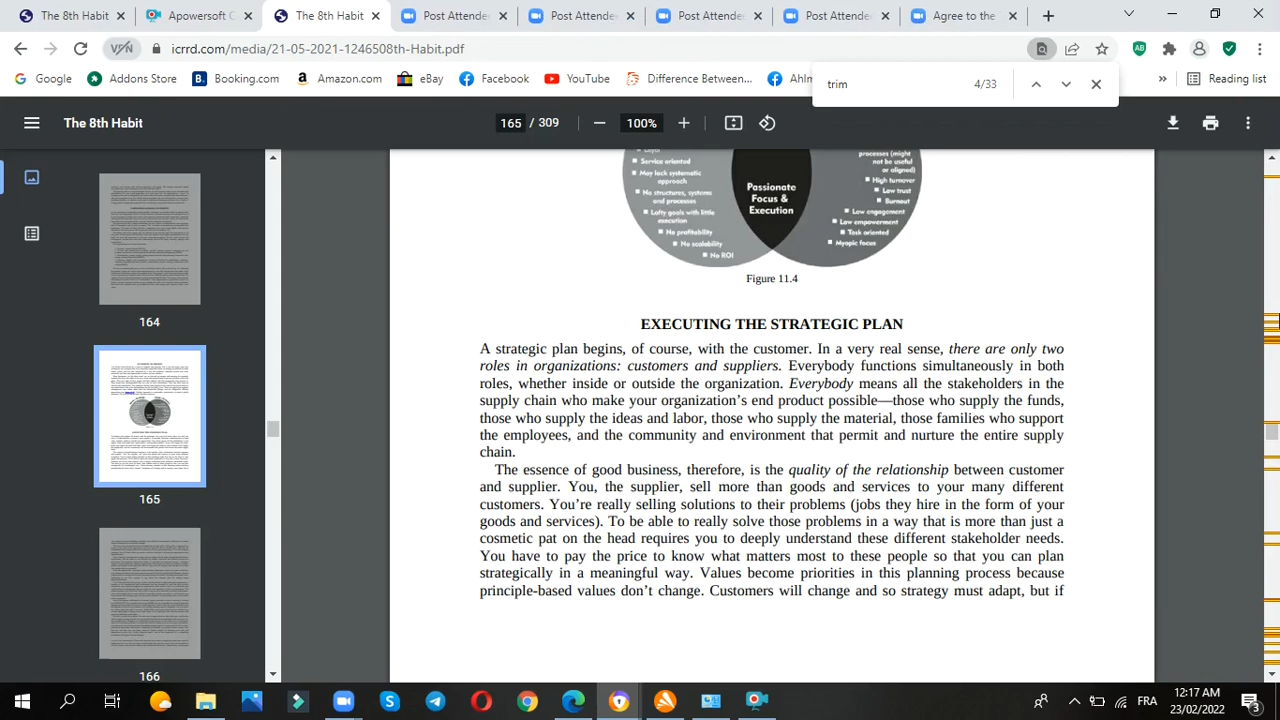 The 8th Habit
Apowersoft C
The 8th Habit
Post Attende
Post Attende
Post Attende
Post Attende
Agree to the
VPN
icrrd.com/media/21-05-2021-1246508th-Habit.pdf
Google
Addons Store
B.
Booking.com
Amazon.com
eBay
Facebook
YouTube
Difference Between...
Ahlm
»
Reading list
trim
4/33
The 8th Habit
165 / 309
100%
164
165
166
Loyal
Service oriented
May lack systematic
approach
No structures, systems
and processes
Lofty goals with little
execution
No profitability
No scalability
No ROI
Passionate
Focus &
Execution
processes (might
not be useful
or aligned)
High turnover
Low trust
Burnout
Low engagement
Low empowerment
Task oriented
Myopic focus
Figure 11.4
EXECUTING THE STRATEGIC PLAN
A strategic plan begins, of course, with the customer. In a very real sense, there are only two
roles in organizations: customers and suppliers. Everybody functions simultaneously in both
roles, whether inside or outside the organization. Everybody means all the stakeholders in the
supply chain who make your organization's end product possible—those who supply the funds,
those who supply the ideas and labor, those who supply the material, those families who support
the employees, and the community and environment that permit and nurture the entire supply
chain.
The essence of good business, therefore, is the quality of the relationship between customer
and supplier. You, the supplier, sell more than goods and services to your many different
customers. You're really selling solutions to their problems (jobs they hire in the form of your
goods and services). To be able to really solve those problems in a way that is more than just a
cosmetic pat on the head requires you to deeply understand these different stakeholder needs.
You have to pay the price to know what matters most to these people so that you can plan
strategically in a meaningful way. Values become priorities in this planning process because
principle-based values don't change. Customers will change and so strategy must adapt, but if
FRA
12:17 AM
23/02/2022
3